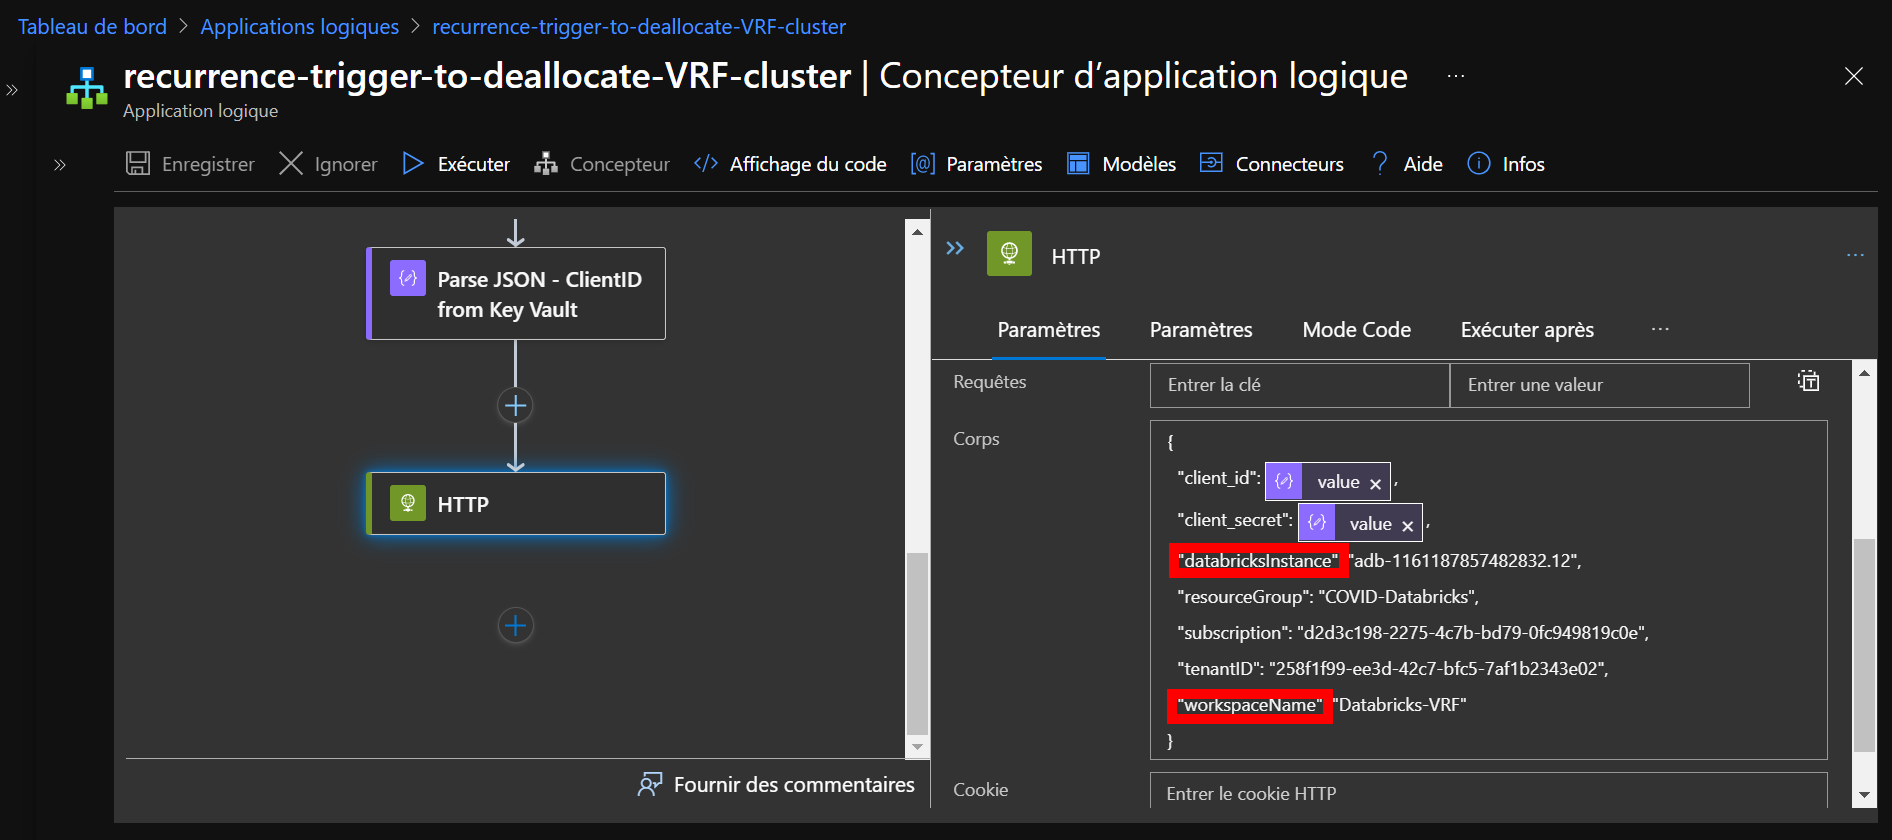 Tableau de bord > Applications logiques > recurrence-trigger-to-deallocate-VRF-cluster
recurrence-trigger-to-deallocate-VRF-cluster | Concepteur d’application logique ...
Application logique
Enregistrer Ignorer Exécuter Concepteur Affichage du code Paramètres Modèles Connecteurs Aide Infos
Parse JSON - ClientID
from Key Vault
HTTP
Fournir des commentaires
HTTP
Paramètres Paramètres Mode Code Exécuter après ...
Requêtes Entrer la clé Entrer une valeur
Corps
{
"client_id": value ×,
"client_secret": value ×,
"databricksInstance" "adb-1161187857482832.12",
"resourceGroup": "COVID-Databricks",
"subscription": "d2d3c198-2275-4c7b-bd79-0fc949819c0e",
"tenantID": "258f1f99-ee3d-42c7-bfc5-7af1b2343e02",
"workspaceName" "Databricks-VRF"
}
Cookie Entrer le cookie HTTP